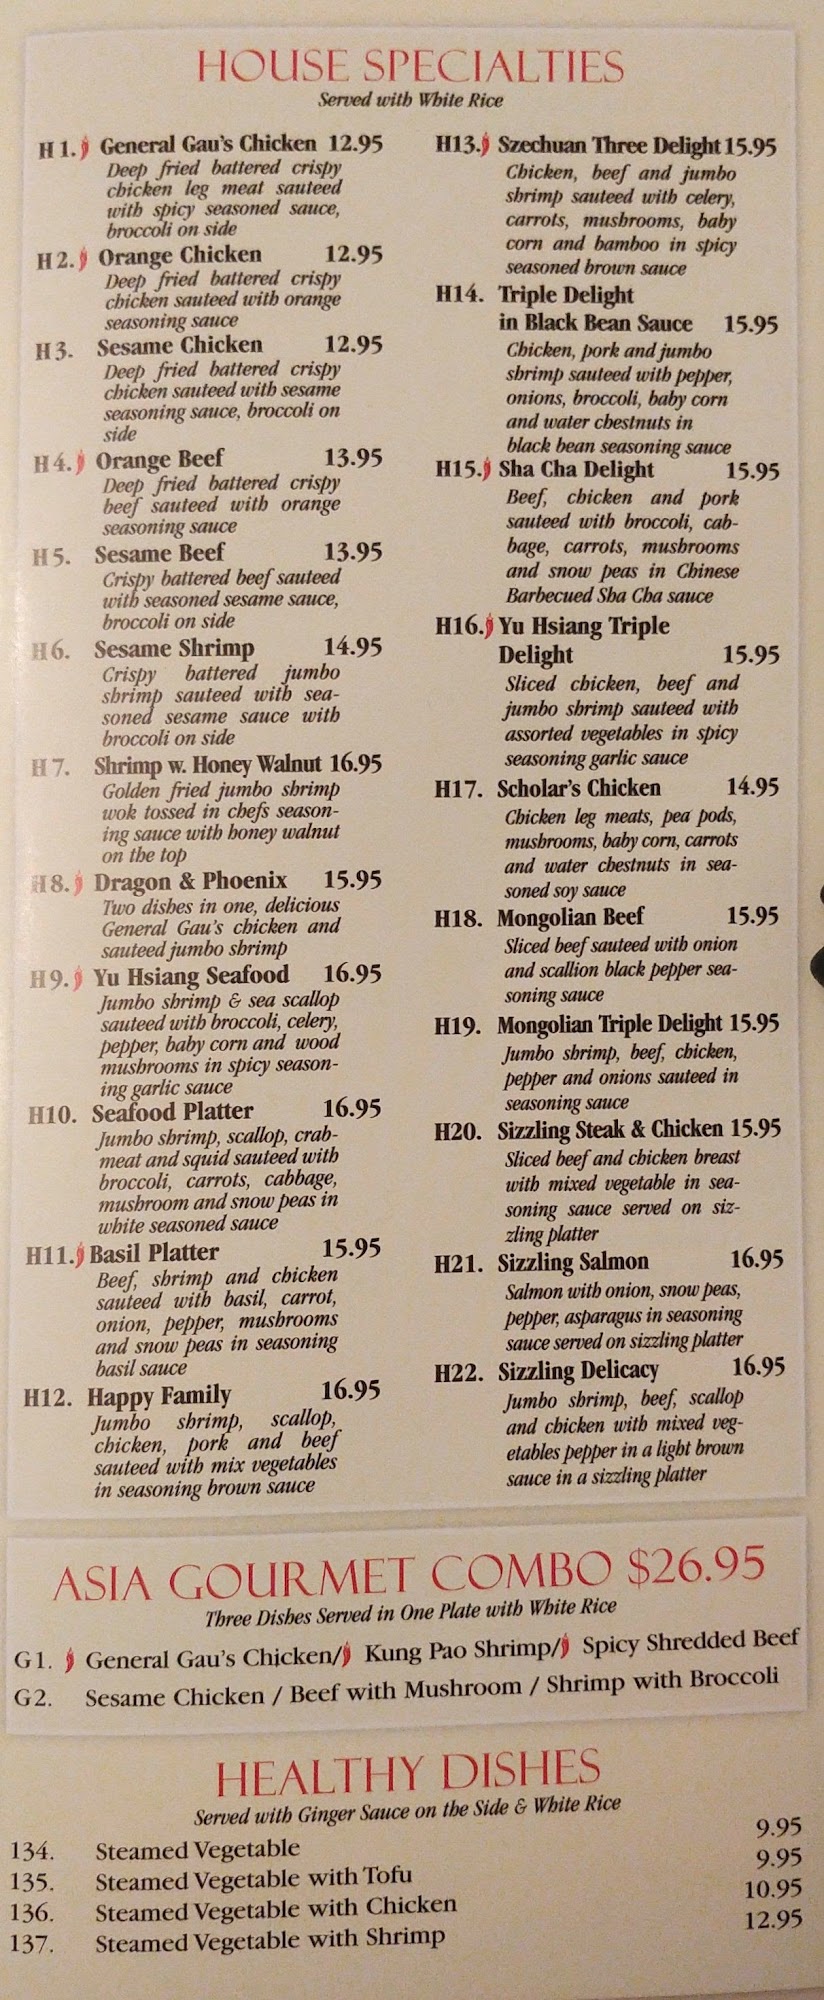 HOUSE SPECIALTIES
Served with White Rice
H 1. General Gau's Chicken 12.95
Deep fried battered crispy
chicken leg meat sauteed
with spicy seasoned sauce,
broccoli on side
H 2. Orange Chicken 12.95
Deep fried battered crispy
chicken sauteed with orange
seasoning sauce
H 3. Sesame Chicken 12.95
Deep fried battered crispy
chicken sauteed with sesame
seasoning sauce, broccoli on
side
H 4. Orange Beef 13.95
Deep fried battered crispy
beef sauteed with orange
seasoning sauce
H 5. Sesame Beef 13.95
Crispy battered beef sauteed
with seasoned sesame sauce,
broccoli on side
H 6. Sesame Shrimp 14.95
Crispy battered jumbo
shrimp sauteed with sea-
soned sesame sauce with
broccoli on side
H 7. Shrimp w. Honey Walnut 16.95
Golden fried jumbo shrimp
wok tossed in chefs season-
ing sauce with honey walnut
on the top
H 8. Dragon & Phoenix 15.95
Two dishes in one, delicious
General Gau's chicken and
sauteed jumbo shrimp
H 9. Yu Hsiang Seafood 16.95
Jumbo shrimp & sea scallop
sauteed with broccoli, celery,
pepper, baby corn and wood
mushrooms in spicy season-
ing garlic sauce
H10. Seafood Platter 16.95
Jumbo shrimp, scallop, crab-
meat and squid sauteed with
broccoli, carrots, cabbage,
mushroom and snow peas in
white seasoned sauce
H11. Basil Platter 15.95
Beef, shrimp and chicken
sauteed with basil, carrot,
onion, pepper, mushrooms
and snow peas in seasoning
basil sauce
H12. Happy Family 16.95
Jumbo shrimp, scallop,
chicken, pork and beef
sauteed with mix vegetables
in seasoning brown sauce
H13. Szechuan Three Delight 15.95
Chicken, beef and jumbo
shrimp sauteed with celery,
carrots, mushrooms, baby
corn and bamboo in spicy
seasoned brown sauce
H14. Triple Delight
in Black Bean Sauce 15.95
Chicken, pork and jumbo
shrimp sauteed with pepper,
onions, broccoli, baby corn
and water chestnuts in
black bean seasoning sauce
H15. Sha Cha Delight 15.95
Beef, chicken and pork
sauteed with broccoli, cab-
bage, carrots, mushrooms
and snow peas in Chinese
Barbecued Sha Cha sauce
H16. Yu Hsiang Triple
Delight 15.95
Sliced chicken, beef and
jumbo shrimp sauteed with
assorted vegetables in spicy
seasoning garlic sauce
H17. Scholar's Chicken 14.95
Chicken leg meats, pea pods,
mushrooms, baby corn, carrots
and water chestnuts in sea-
soned soy sauce
H18. Mongolian Beef 15.95
Sliced beef sauteed with onion
and scallion black pepper sea-
soning sauce
H19. Mongolian Triple Delight 15.95
Jumbo shrimp, beef, chicken,
pepper and onions sauteed in
seasoning sauce
H20. Sizzling Steak & Chicken 15.95
Sliced beef and chicken breast
with mixed vegetable in sea-
soning sauce served on siz-
zling platter
H21. Sizzling Salmon 16.95
Salmon with onion, snow peas,
pepper, asparagus in seasoning
sauce served on sizzling platter
H22. Sizzling Delicacy 16.95
Jumbo shrimp, beef, scallop
and chicken with mixed veg-
etables pepper in a light brown
sauce in a sizzling platter
ASIA GOURMET COMBO $26.95
Three Dishes Served in One Plate with White Rice
G1. General Gau's Chicken/ Kung Pao Shrimp/ Spicy Shredded Beef
G2. Sesame Chicken / Beef with Mushroom / Shrimp with Broccoli
HEALTHY DISHES
Served with Ginger Sauce on the Side & White Rice
134. Steamed Vegetable 9.95
135. Steamed Vegetable with Tofu 9.95
136. Steamed Vegetable with Chicken 10.95
137. Steamed Vegetable with Shrimp 12.95